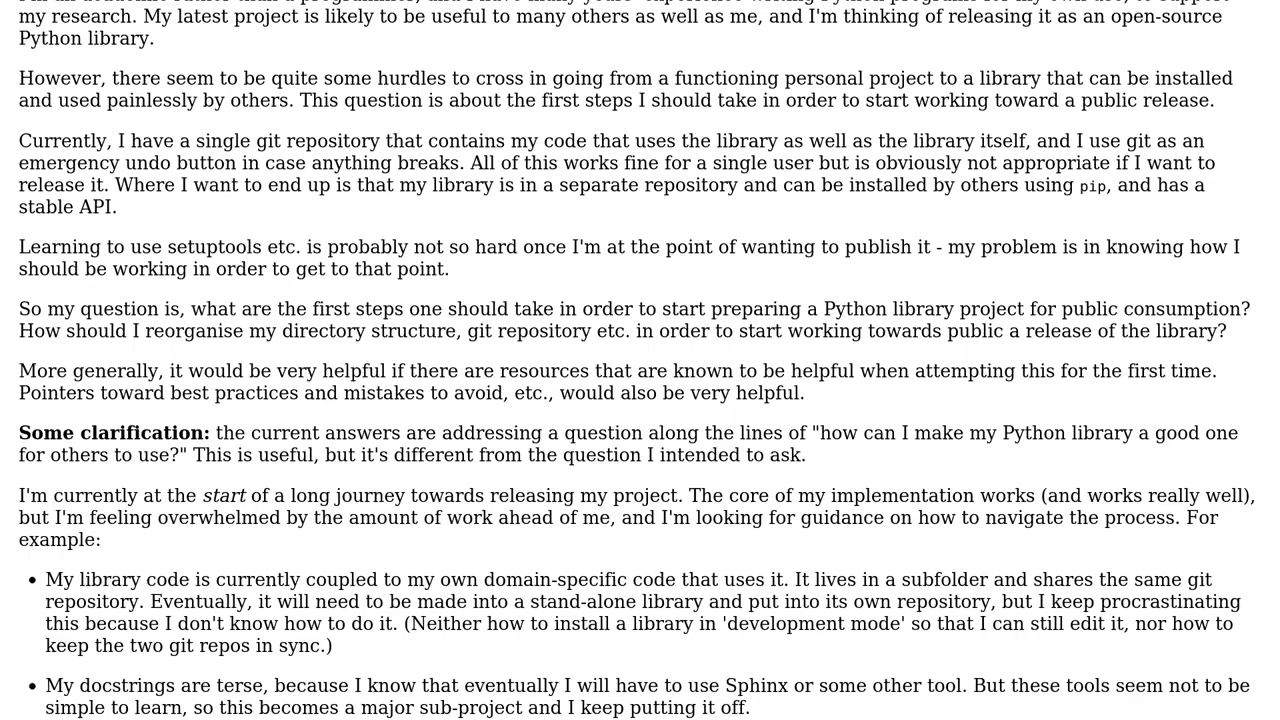 my research. My latest project is likely to be useful to many others as well as me, and I'm thinking of releasing it as an open-source
Python library.
However, there seem to be quite some hurdles to cross in going from a functioning personal project to a library that can be installed
and used painlessly by others. This question is about the first steps I should take in order to start working toward a public release.
Currently, I have a single git repository that contains my code that uses the library as well as the library itself, and I use git as an
emergency undo button in case anything breaks. All of this works fine for a single user but is obviously not appropriate if I want to
release it. Where I want to end up is that my library is in a separate repository and can be installed by others using pip, and has a
stable API.
Learning to use setuptools etc. is probably not so hard once I'm at the point of wanting to publish it - my problem is in knowing how I
should be working in order to get to that point.
So my question is, what are the first steps one should take in order to start preparing a Python library project for public consumption?
How should I reorganise my directory structure, git repository etc. in order to start working towards public a release of the library?
More generally, it would be very helpful if there are resources that are known to be helpful when attempting this for the first time.
Pointers toward best practices and mistakes to avoid, etc., would also be very helpful.
Some clarification: the current answers are addressing a question along the lines of "how can I make my Python library a good one
for others to use?" This is useful, but it's different from the question I intended to ask.
I'm currently at the start of a long journey towards releasing my project. The core of my implementation works (and works really well),
but I'm feeling overwhelmed by the amount of work ahead of me, and I'm looking for guidance on how to navigate the process. For
example:
• My library code is currently coupled to my own domain-specific code that uses it. It lives in a subfolder and shares the same git
repository. Eventually, it will need to be made into a stand-alone library and put into its own repository, but I keep procrastinating
this because I don't know how to do it. (Neither how to install a library in 'development mode' so that I can still edit it, nor how to
keep the two git repos in sync.)
• My docstrings are terse, because I know that eventually I will have to use Sphinx or some other tool. But these tools seem not to be
simple to learn, so this becomes a major sub-project and I keep putting it off.